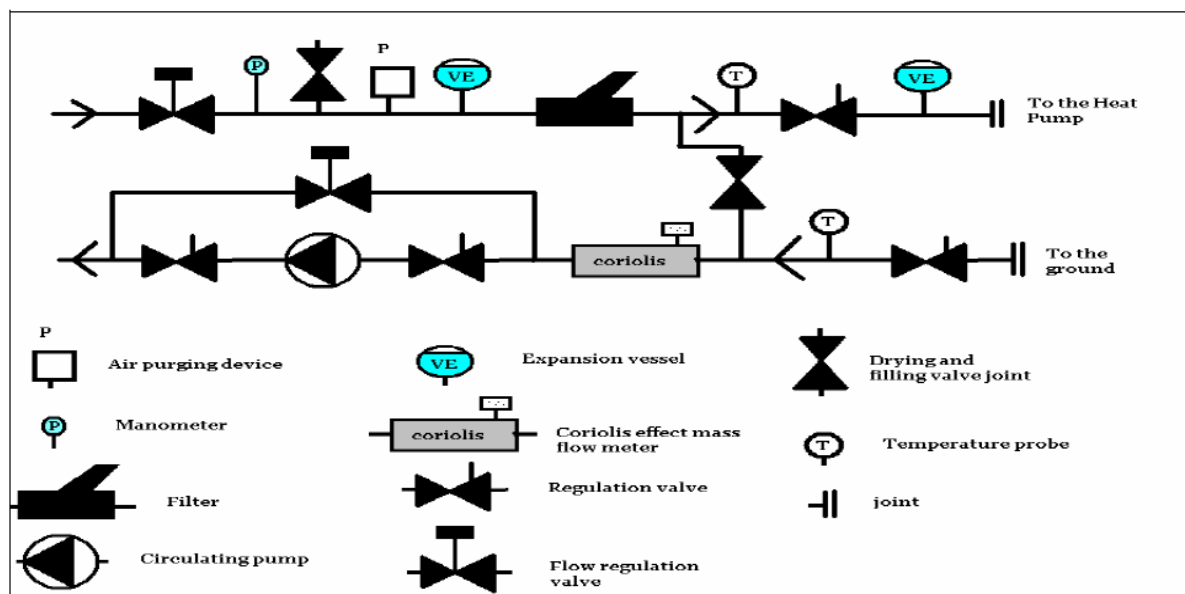 P
P
VE
T
VE
To the Heat
Pump
T
coriolis
To the
ground
P
Air purging device
VE
Expansion vessel
Drying and
filling valve joint
P
Manometer
coriolis
Coriolis effect mass
flow meter
T
Temperature probe
Filter
Regulation valve
joint
Circulating pump
Flow regulation
valve